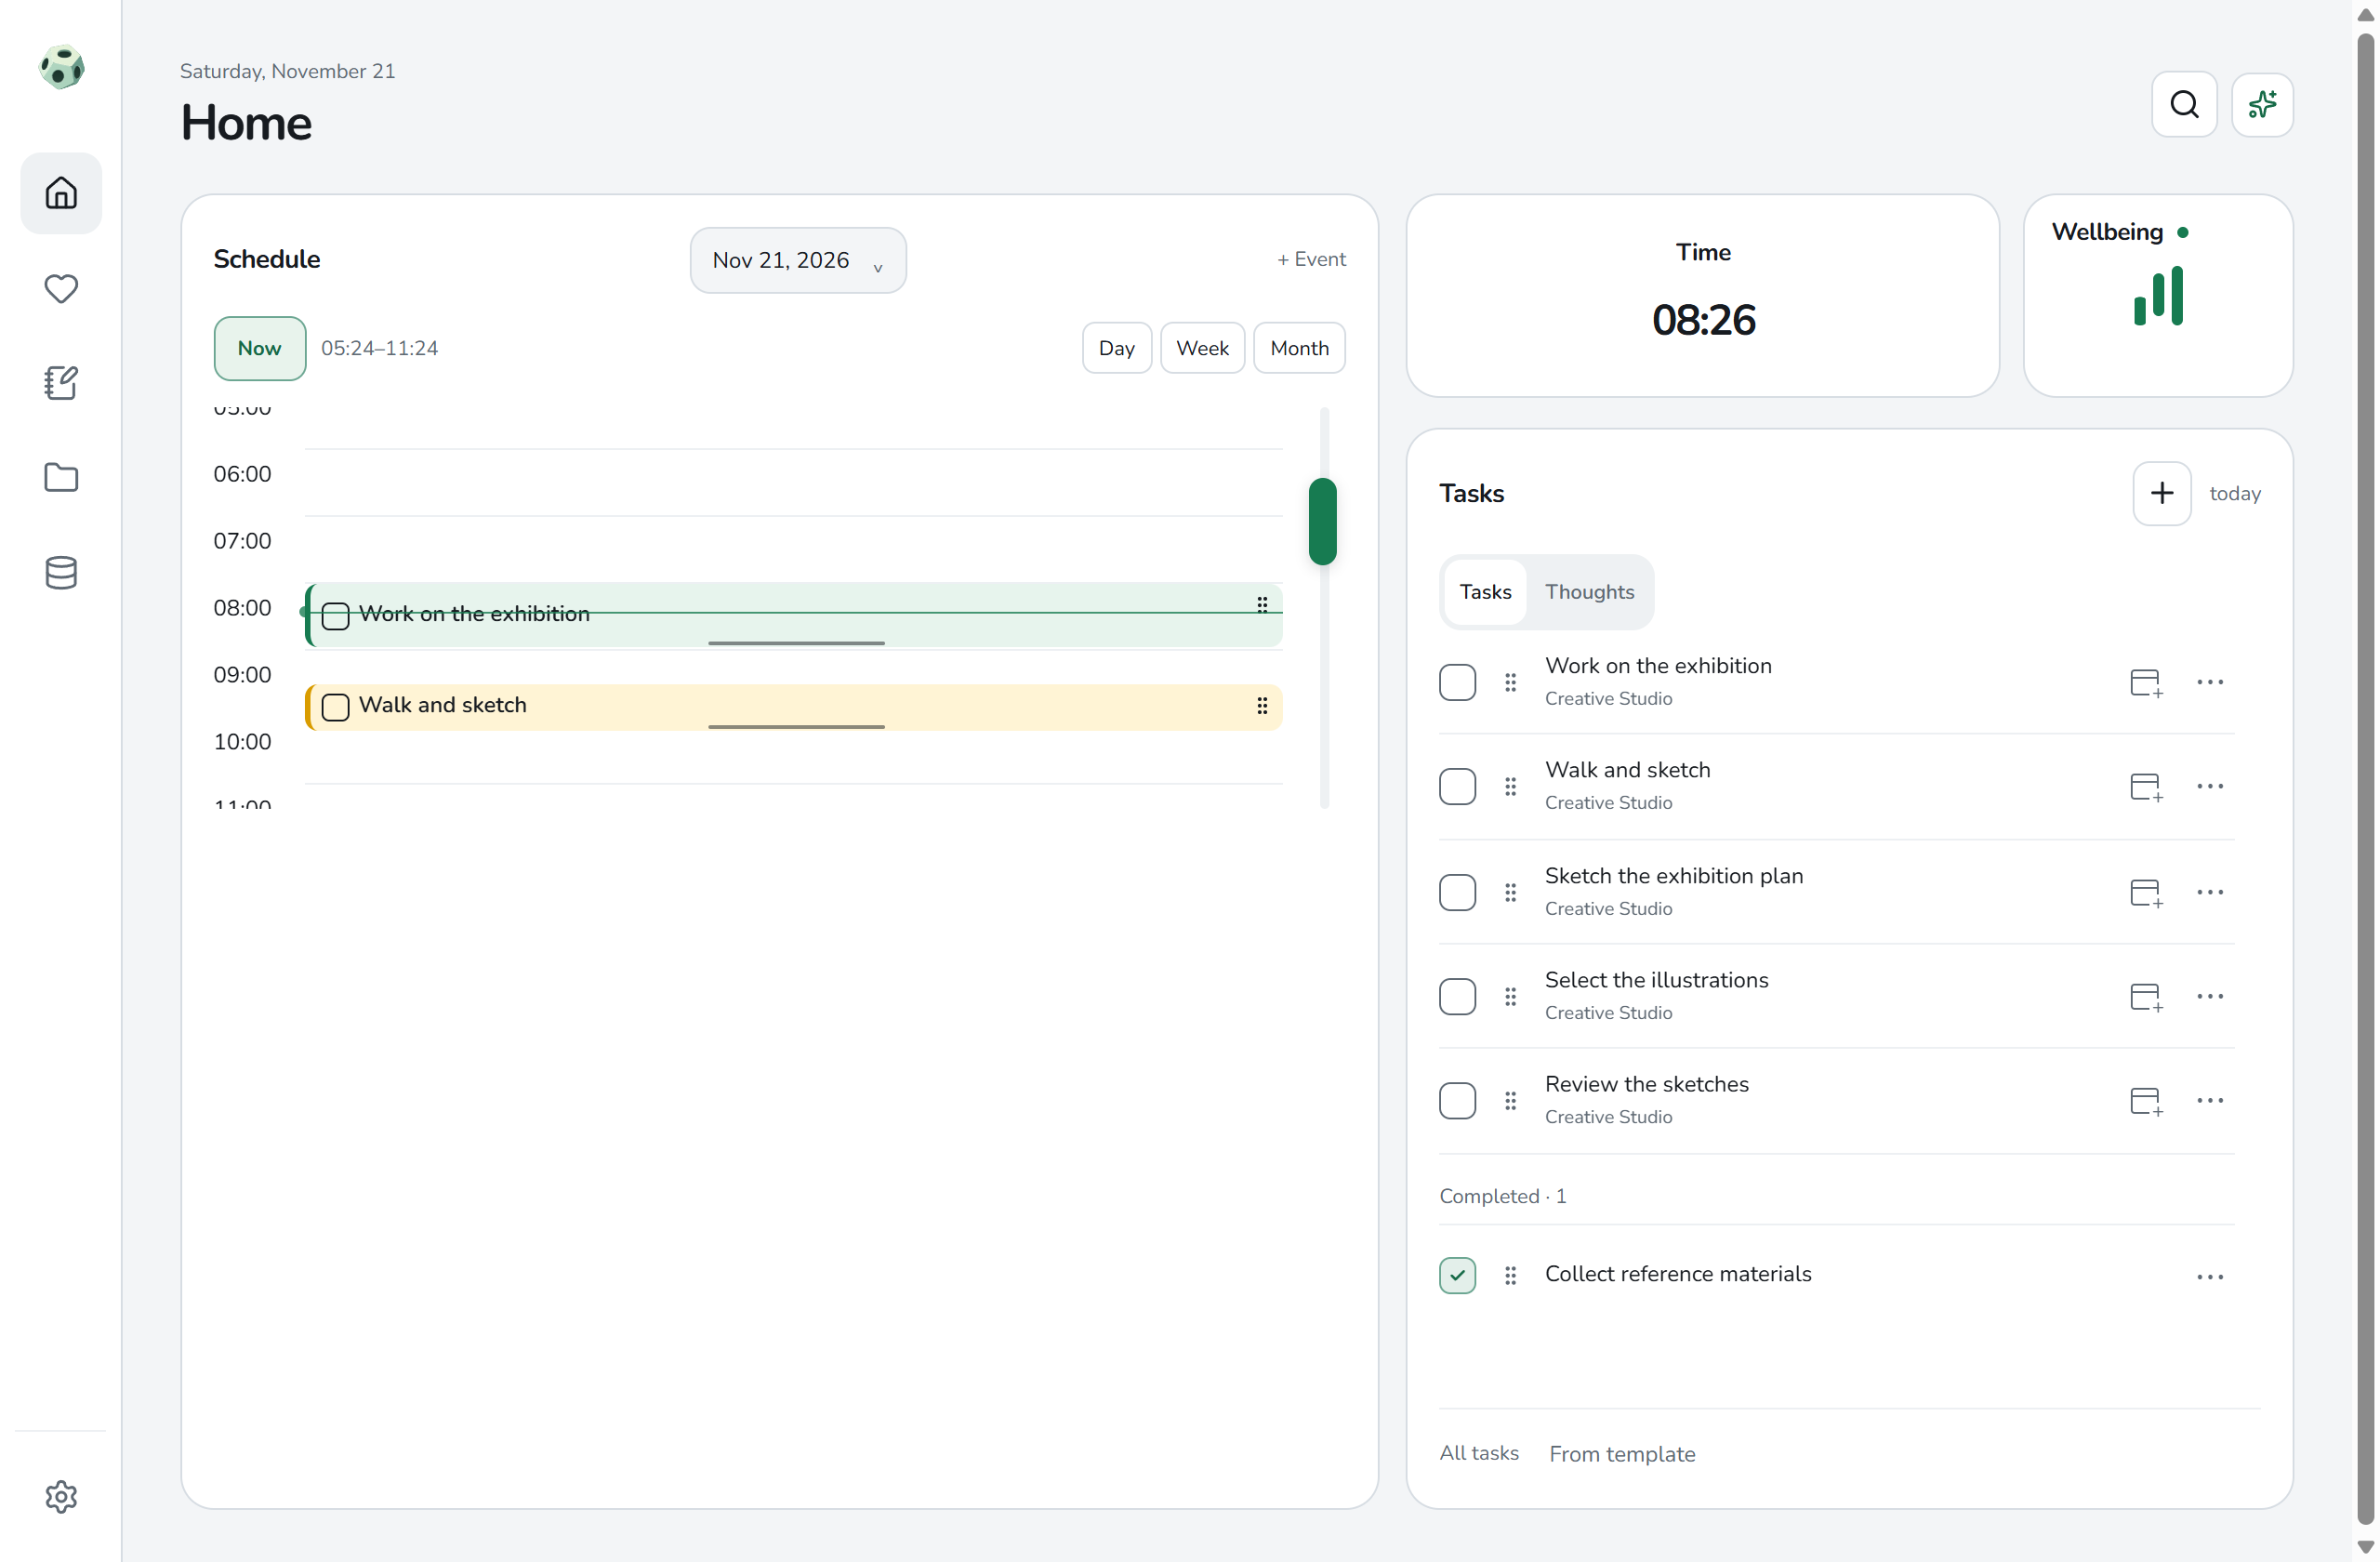 Saturday, November 21
Home
Schedule
Nov 21, 2026
+ Event
Now
05:24–11:24
Day
Week
Month
05:00
06:00
07:00
08:00
Work on the exhibition
09:00
Walk and sketch
10:00
11:00
Time
08:26
Wellbeing
Tasks
today
Tasks
Thoughts
Work on the exhibition
Creative Studio
Walk and sketch
Creative Studio
Sketch the exhibition plan
Creative Studio
Select the illustrations
Creative Studio
Review the sketches
Creative Studio
Completed · 1
Collect reference materials
All tasks
From template